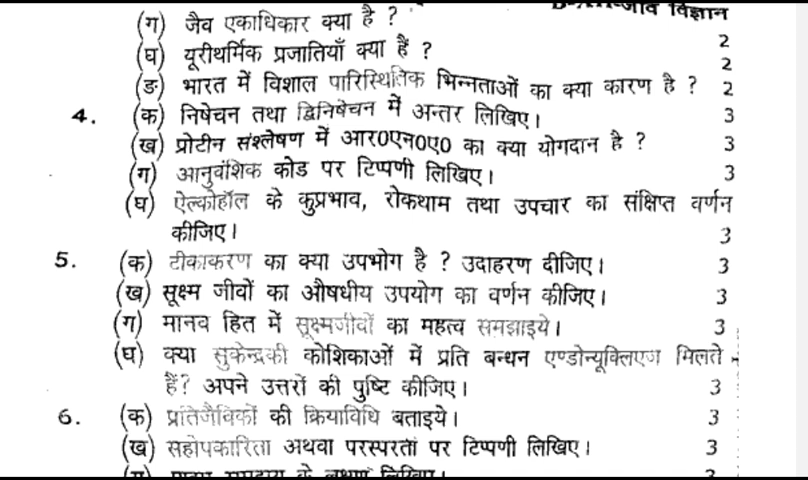 जीव विज्ञान
(ग) जैव एकाधिकार क्या है ? 2
(घ) यूरीथर्मिक प्रजातियाँ क्या हैं ? 2
(ङ) भारत में विशाल पारिस्थितिक भिन्नताओं का क्या कारण है ? 2
4. (क) निषेचन तथा द्विनिषेचन में अन्तर लिखिए। 3
(ख) प्रोटीन संश्लेषण में आर0एन0ए0 का क्या योगदान है ? 3
(ग) आनुवंशिक कोड पर टिप्पणी लिखिए। 3
(घ) ऐल्कोहॉल के कुप्रभाव, रोकथाम तथा उपचार का संक्षिप्त वर्णन
कीजिए। 3
5. (क) टीकाकरण का क्या उपभोग है ? उदाहरण दीजिए। 3
(ख) सूक्ष्म जीवों का औषधीय उपयोग का वर्णन कीजिए। 3
(ग) मानव हित में सूक्ष्मजीवों का महत्व समझाइये। 3
(घ) क्या सुकेन्द्रकी कोशिकाओं में प्रति बन्धन एण्डोन्यूक्लिएज मिलते
हैं? अपने उत्तरों की पुष्टि कीजिए। 3
6. (क) प्रतिजैविकों की क्रियाविधि बताइये। 3
(ख) सहोपकारिता अथवा परस्परता पर टिप्पणी लिखिए। 3